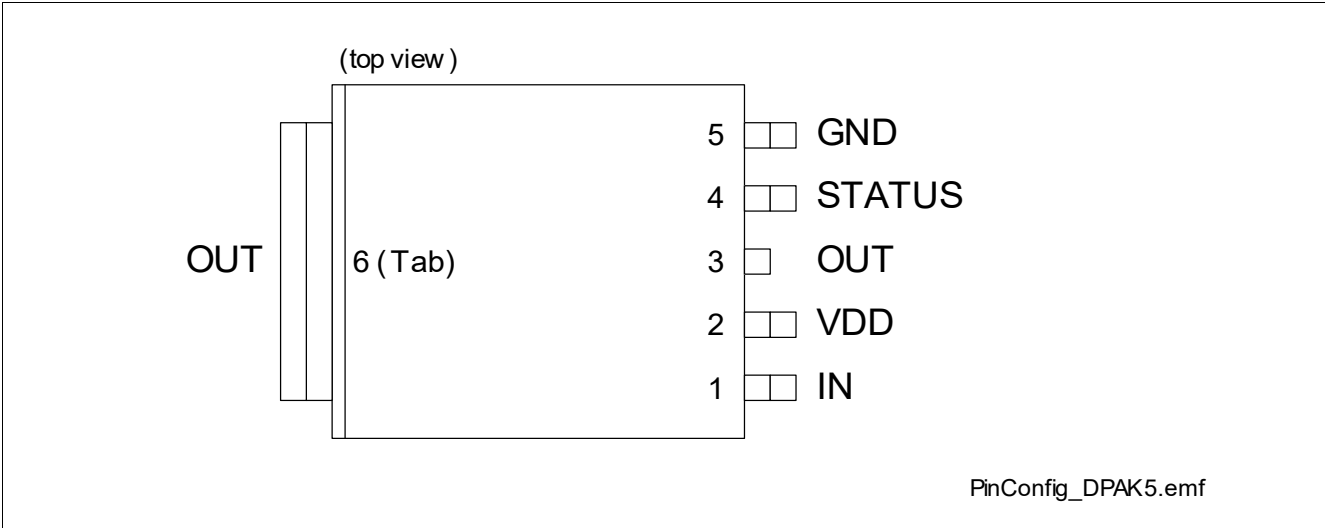 (top view)
5 GND
4 STATUS
OUT 6 (Tab) 3 OUT
2 VDD
1 IN
PinConfig_DPAK5.emf